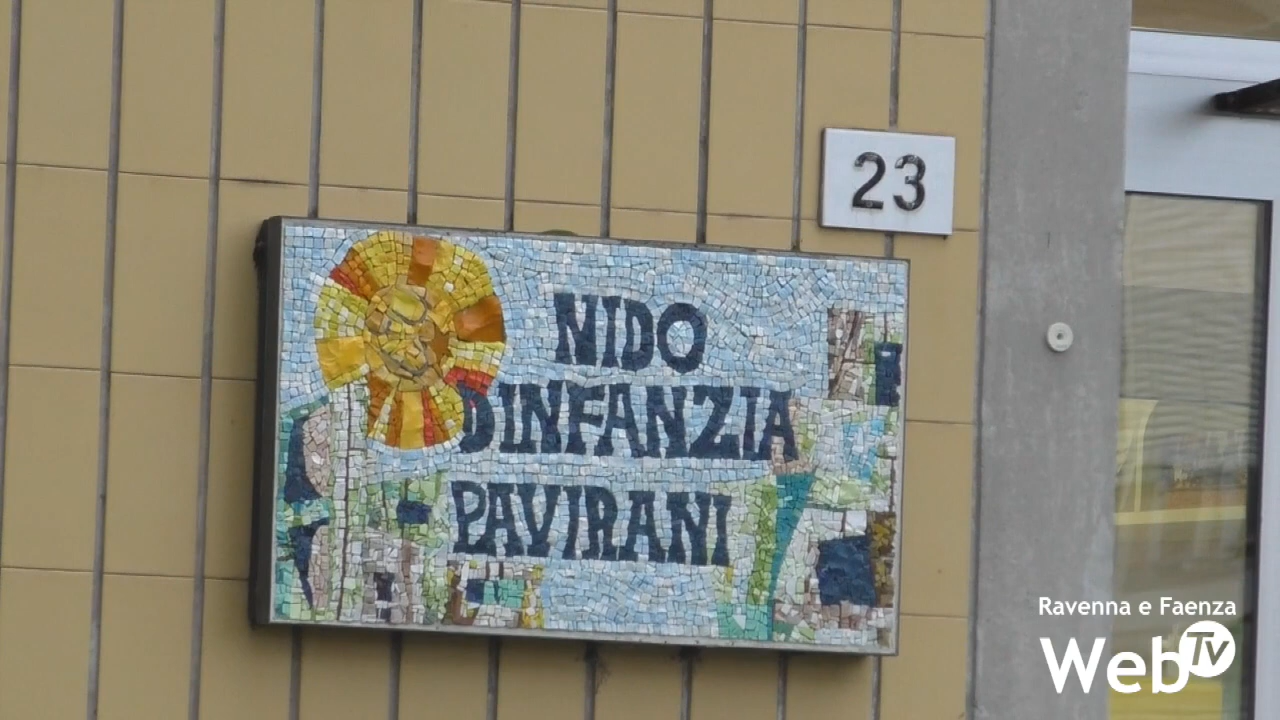 23
NIDO
D'INFANZIA
PAVIRANI
Ravenna e Faenza
Web TV